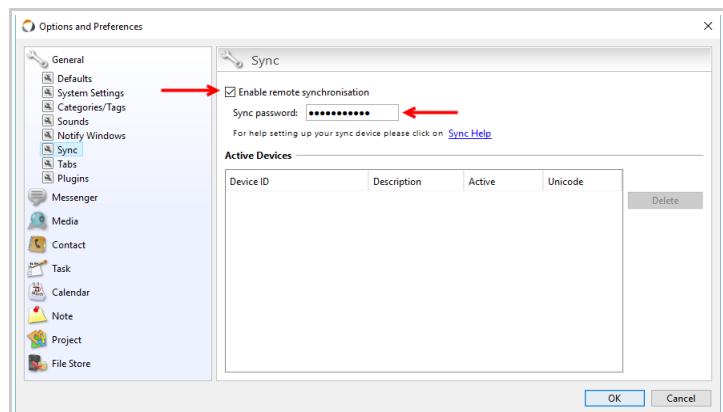 Options and Preferences
General
Defaults
System Settings
Categories/Tags
Sounds
Notify Windows
Sync
Tabs
Plugins
Messenger
Media
Contact
Task
Calendar
Note
Project
File Store
Sync
Enable remote synchronisation
Sync password: •••••••••••
For help setting up your sync device please click on Sync Help
Active Devices
Device ID Description Active Unicode
Delete
OK Cancel